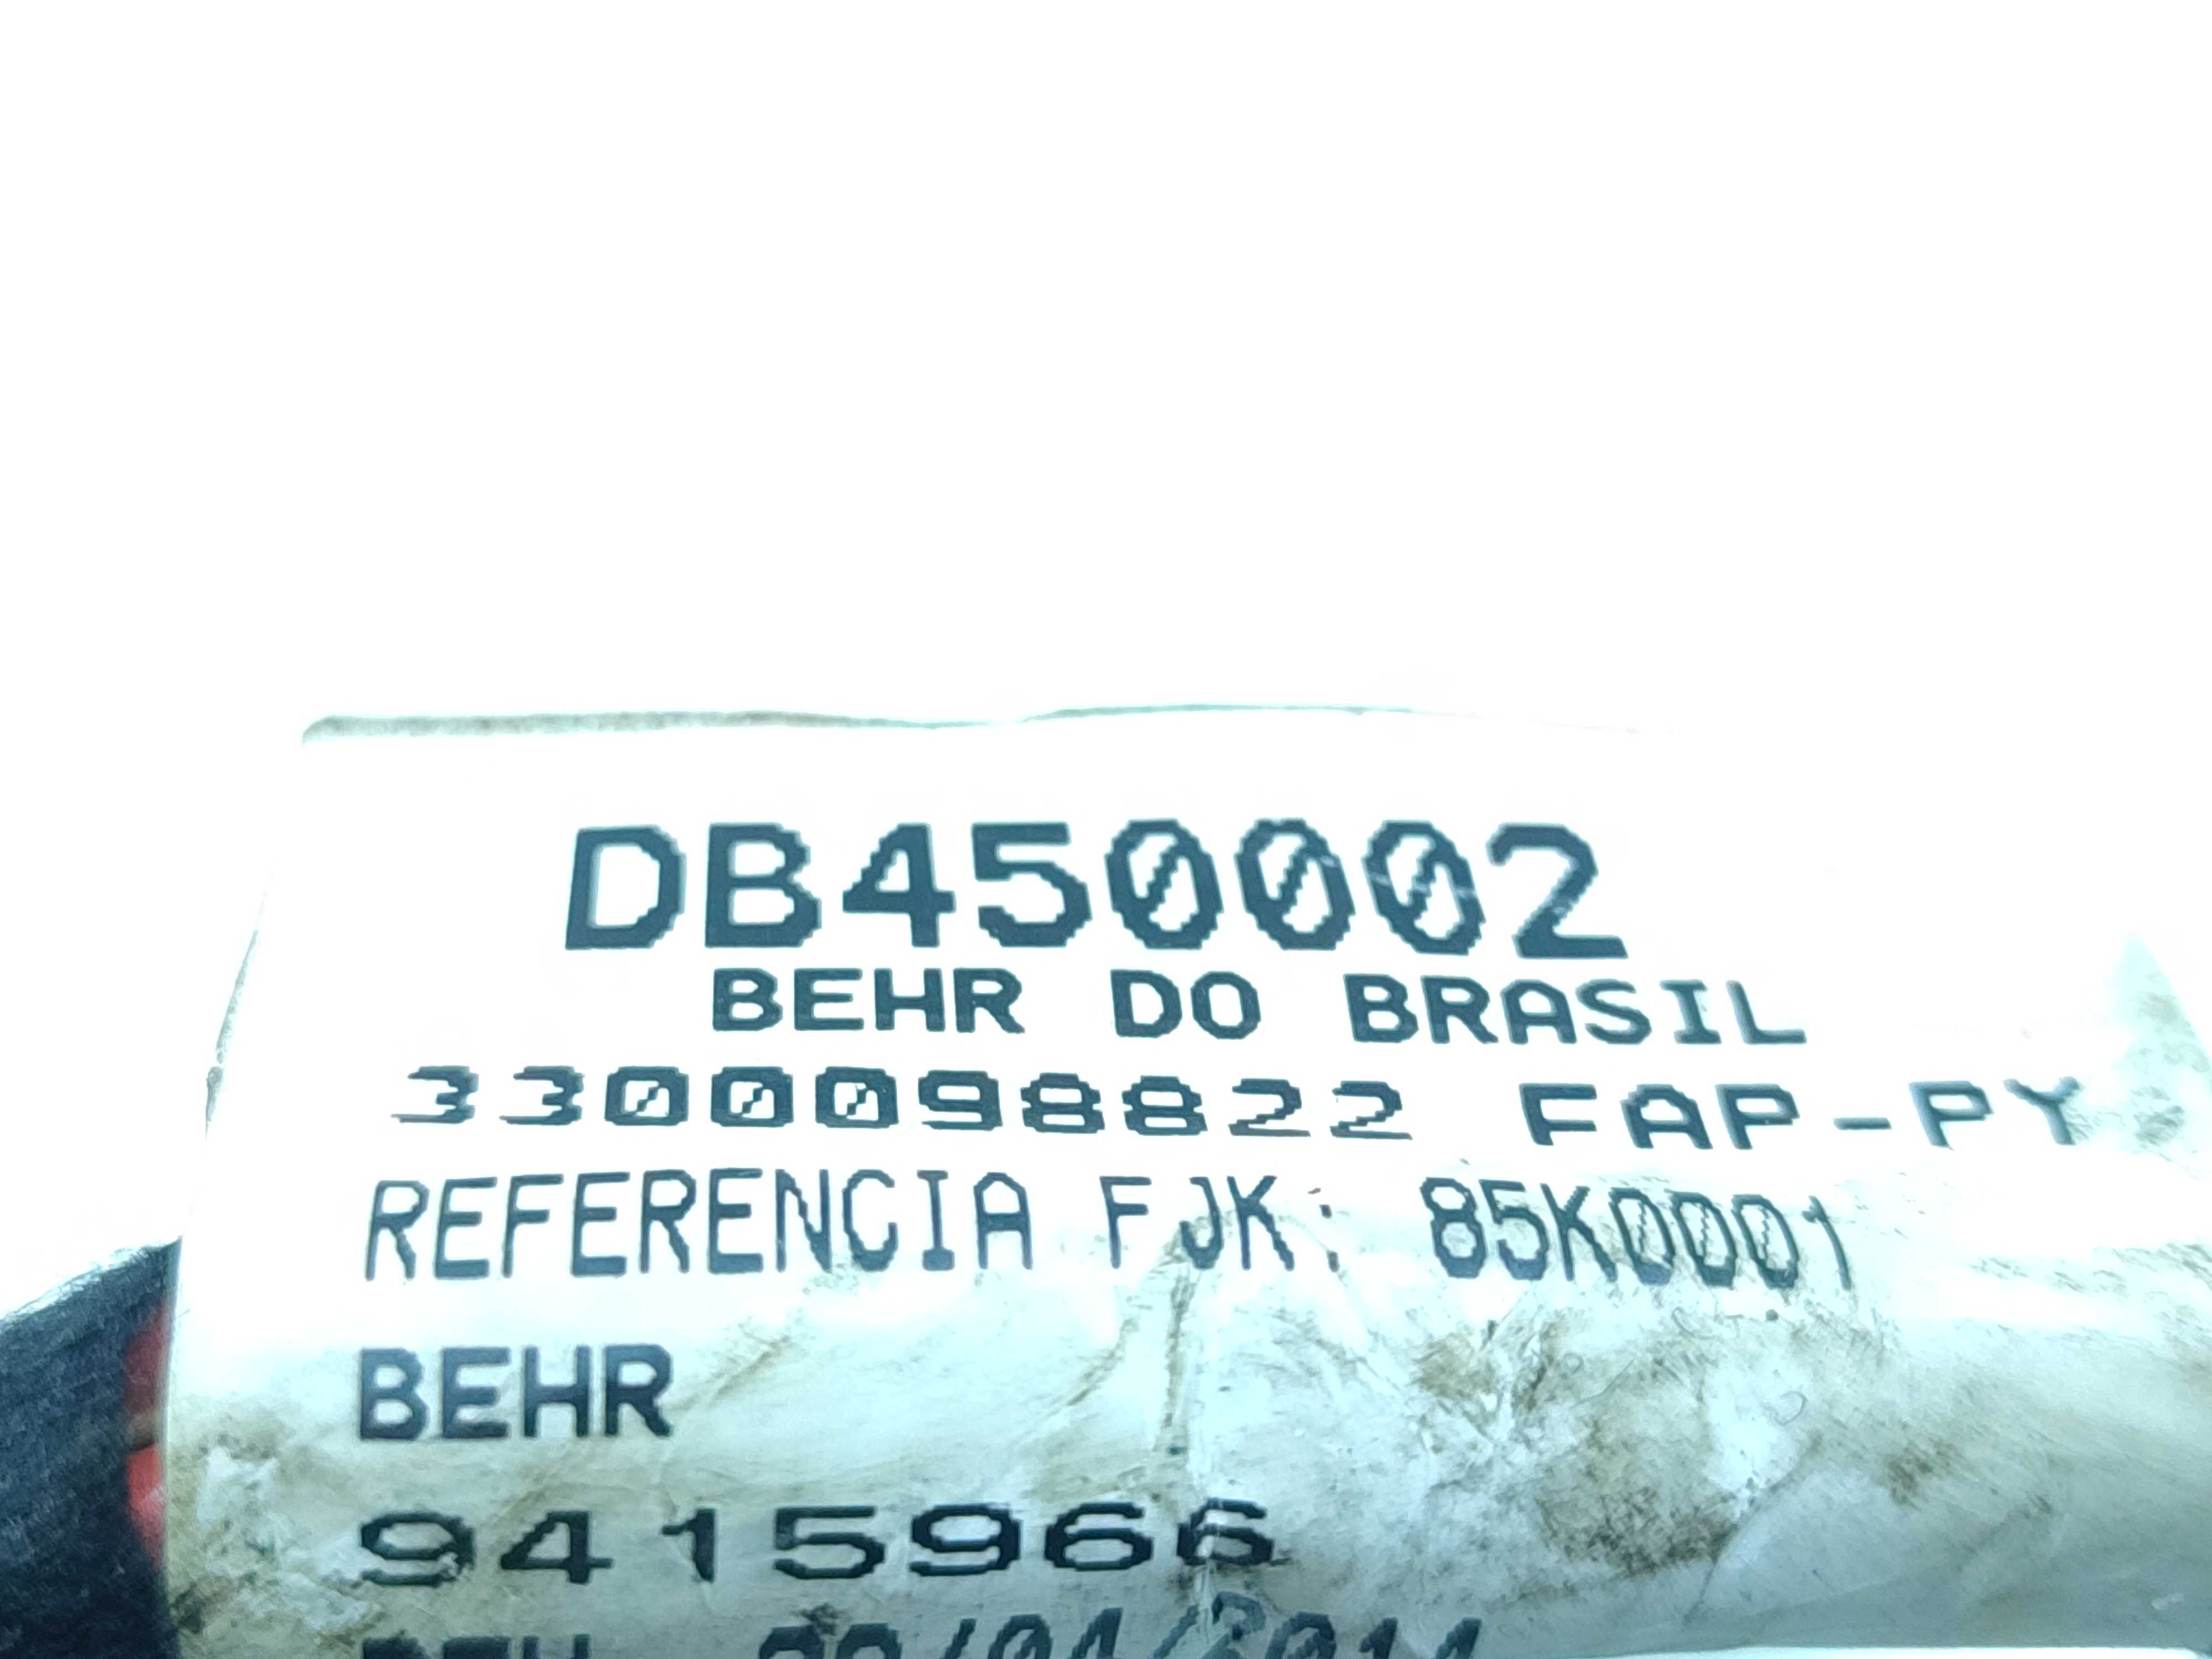 DB450002
BEHR DO BRASIL
3300098822 FAP-PY
REFERENCIA FJK: 85K0001
BEHR
9415966